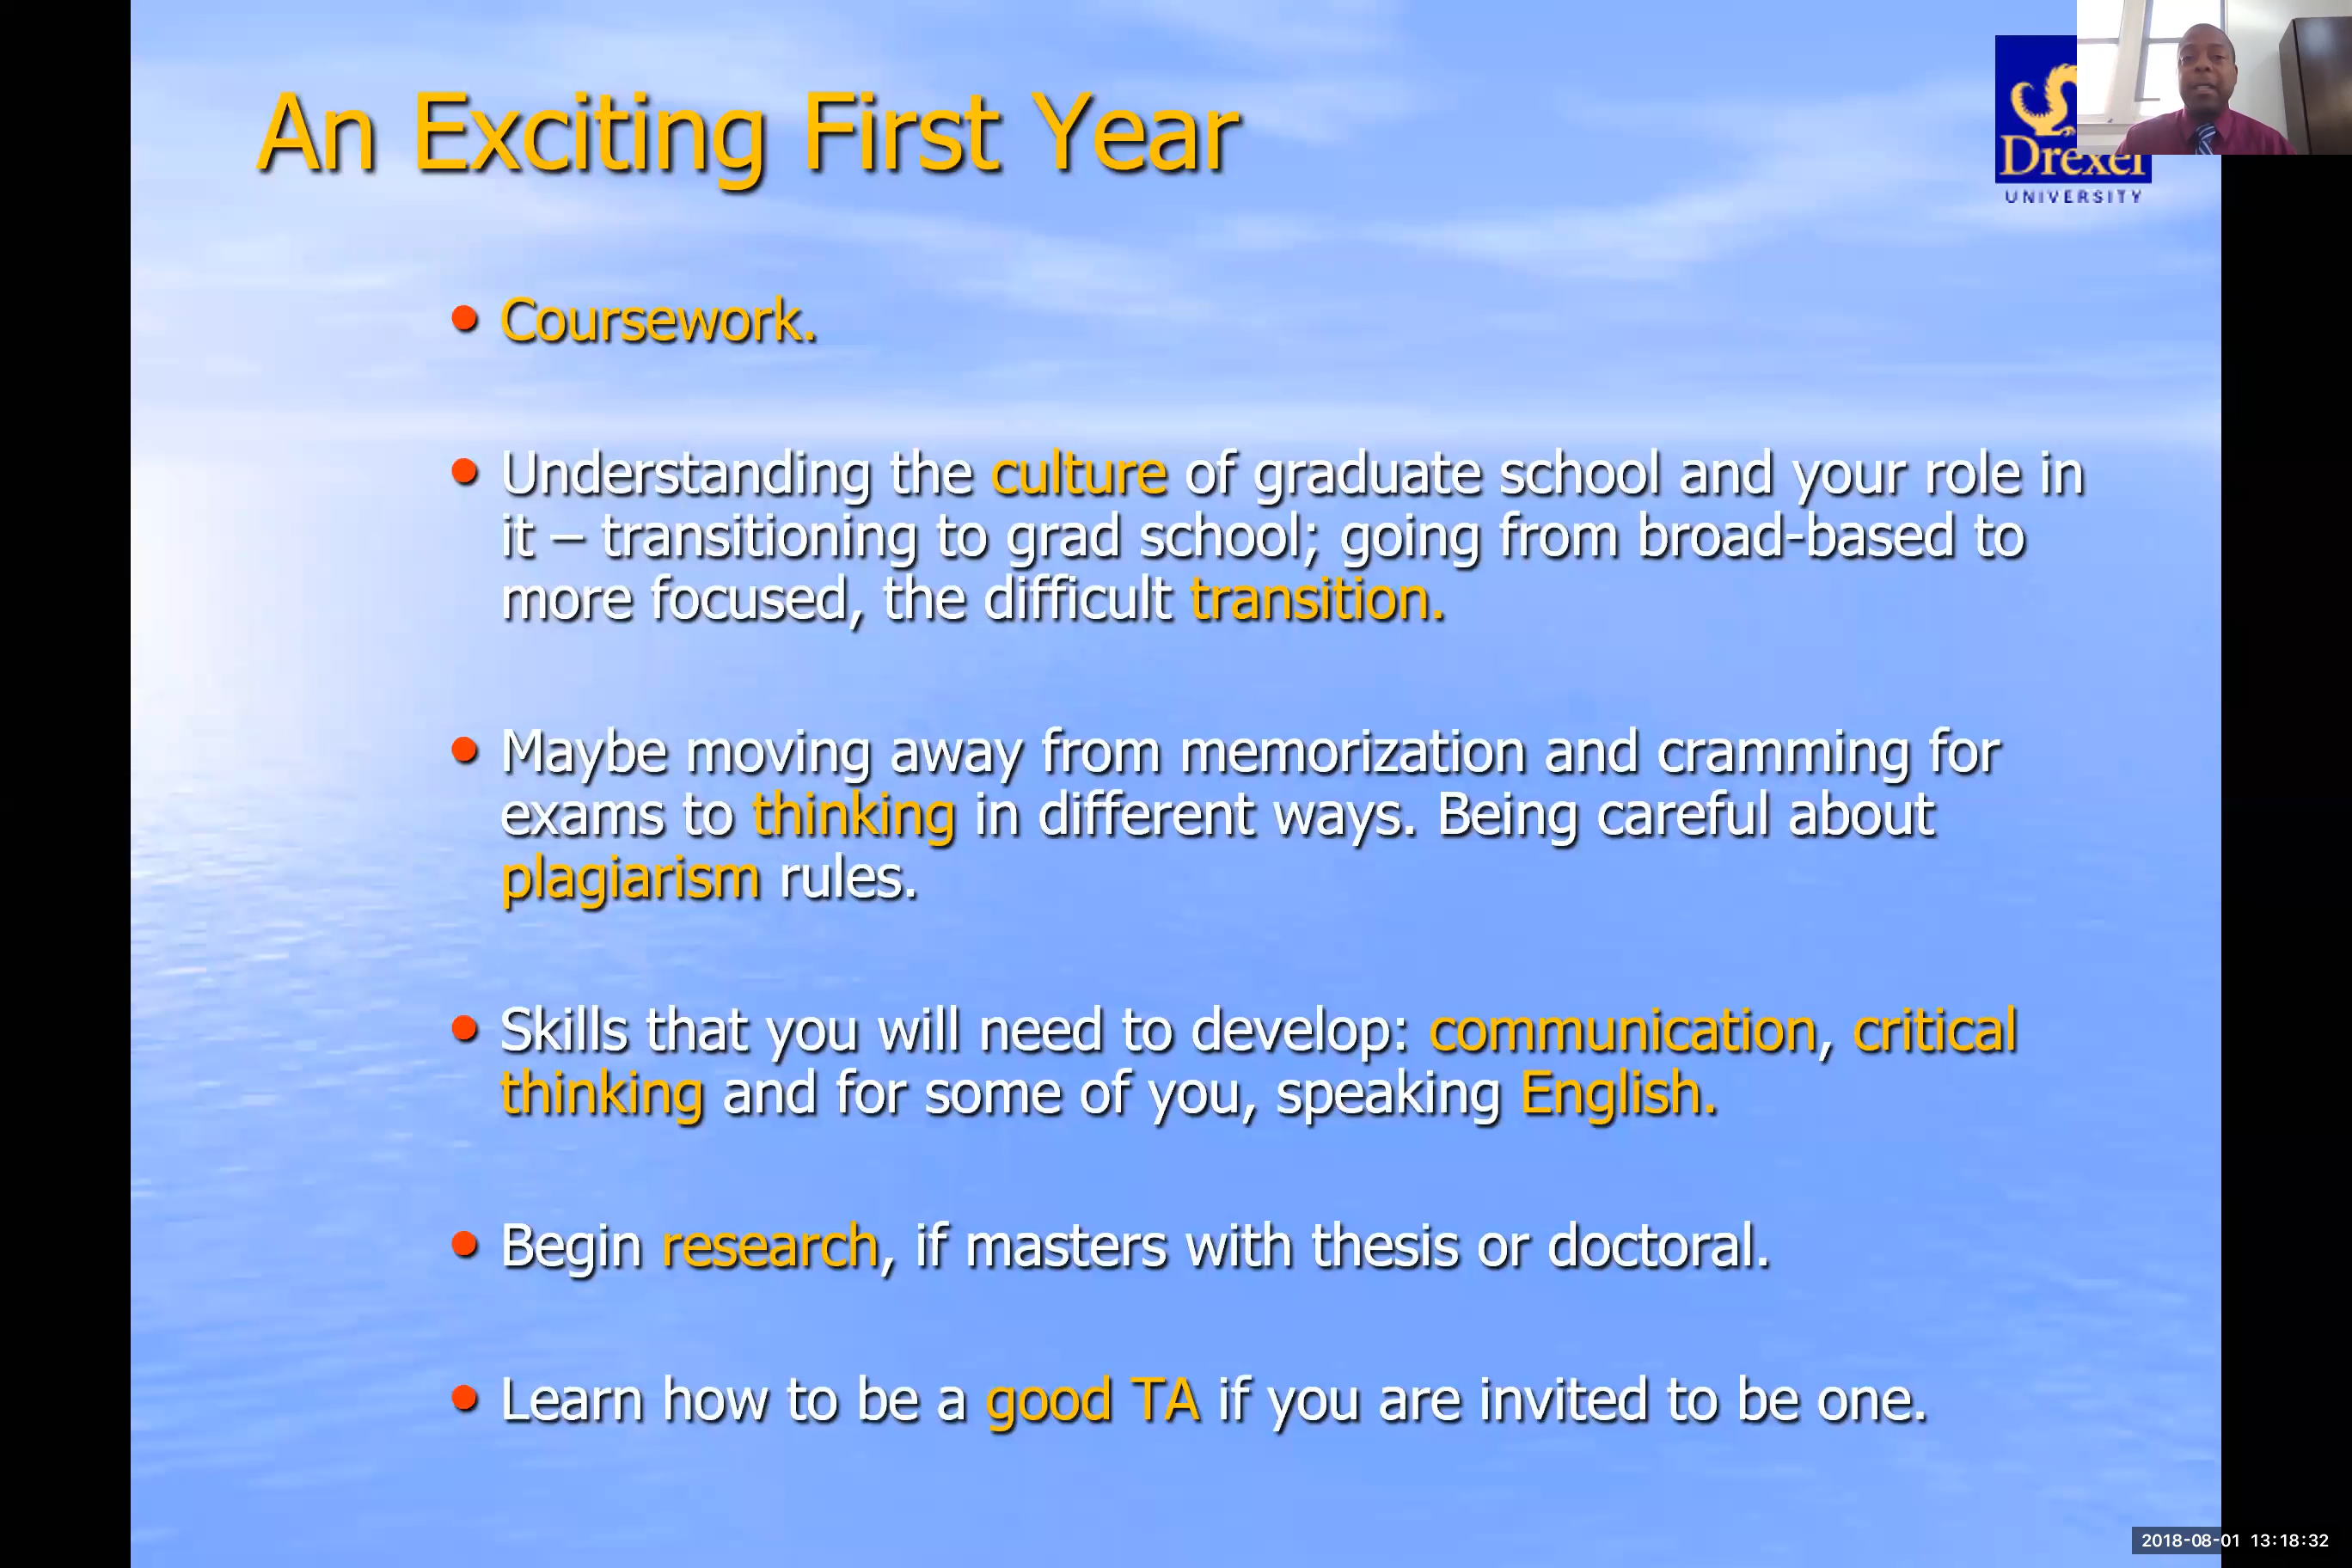 An Exciting First Year
Drexel
UNIVERSITY
• Coursework.
• Understanding the culture of graduate school and your role in
it – transitioning to grad school; going from broad-based to
more focused, the difficult transition.
• Maybe moving away from memorization and cramming for
exams to thinking in different ways. Being careful about
plagiarism rules.
• Skills that you will need to develop: communication, critical
thinking and for some of you, speaking English.
• Begin research, if masters with thesis or doctoral.
• Learn how to be a good TA if you are invited to be one.
2018-08-01 13:18:32